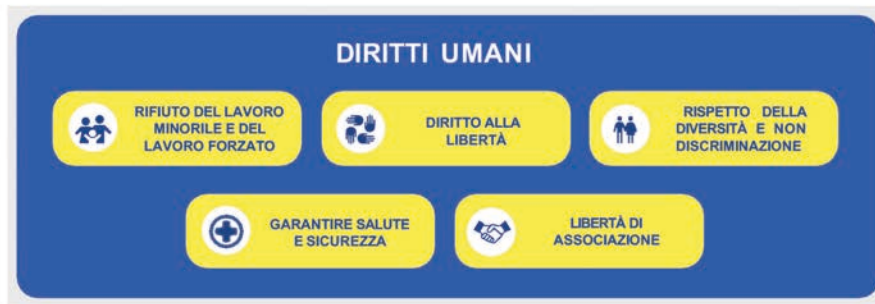 DIRITTI UMANI
RIFIUTO DEL LAVORO
MINORILE E DEL
LAVORO FORZATO
DIRITTO ALLA
LIBERTÀ
RISPETTO DELLA
DIVERSITÀ E NON
DISCRIMINAZIONE
GARANTIRE SALUTE
E SICUREZZA
LIBERTÀ DI
ASSOCIAZIONE